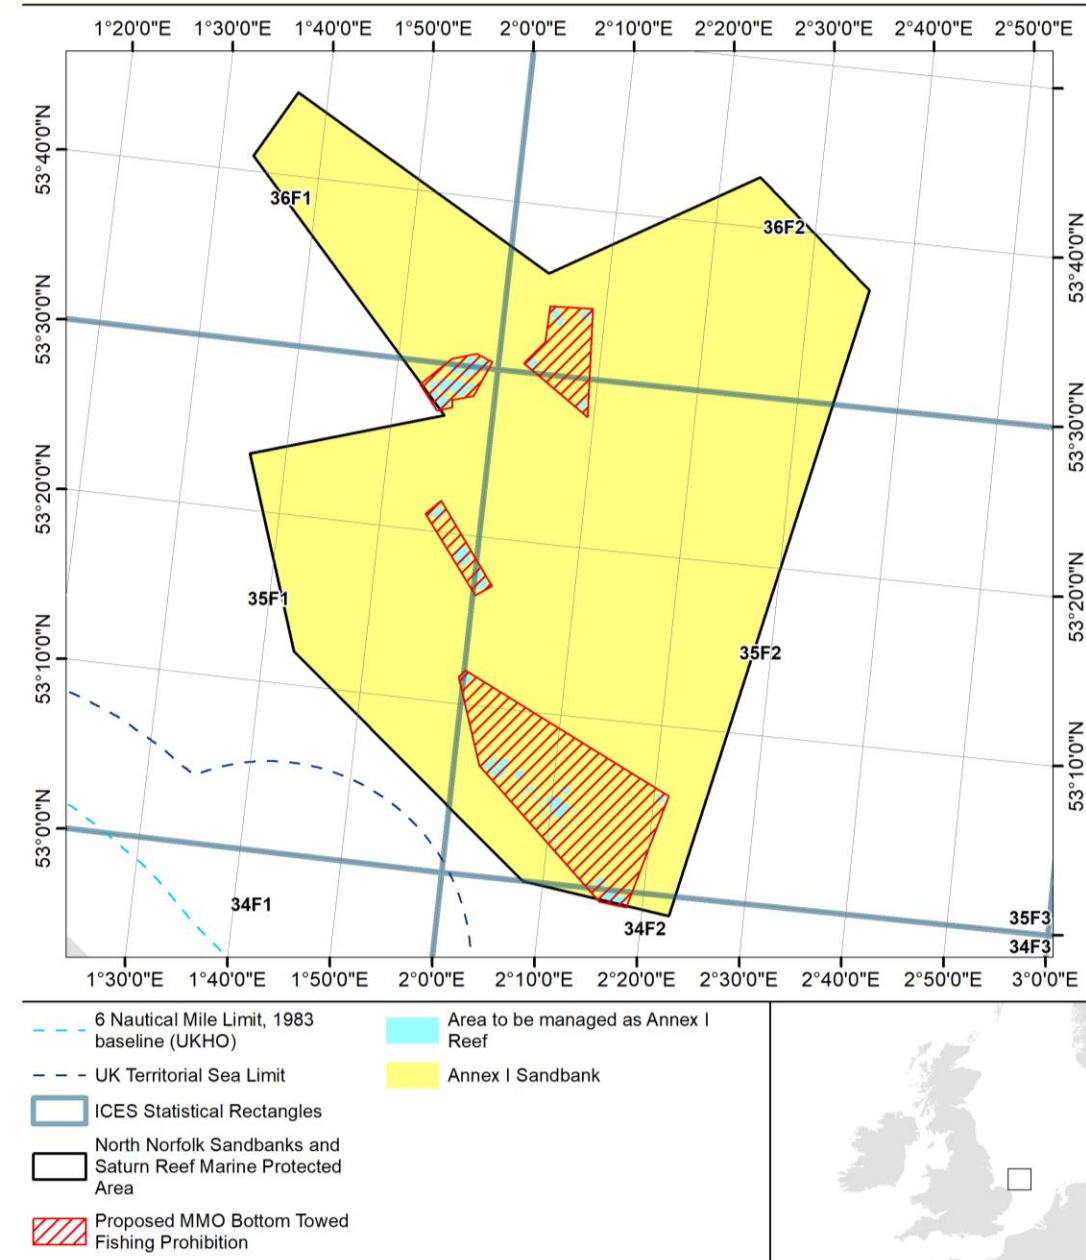 1°20'0"E 1°30'0"E 1°40'0"E 1°50'0"E 2°0'0"E 2°10'0"E 2°20'0"E 2°30'0"E 2°40'0"E 2°50'0"E
53°40'0"N
53°30'0"N
53°20'0"N
53°10'0"N
53°0'0"N
36F1
36F2
35F1
35F2
34F1
34F2
35F3
34F3
53°40'0"N
53°30'0"N
53°20'0"N
53°10'0"N
1°30'0"E 1°40'0"E 1°50'0"E 2°0'0"E 2°10'0"E 2°20'0"E 2°30'0"E 2°40'0"E 2°50'0"E 3°0'0"E
6 Nautical Mile Limit, 1983
baseline (UKHO)
UK Territorial Sea Limit
ICES Statistical Rectangles
North Norfolk Sandbanks and
Saturn Reef Marine Protected
Area
Proposed MMO Bottom Towed
Fishing Prohibition
Area to be managed as Annex I
Reef
Annex I Sandbank